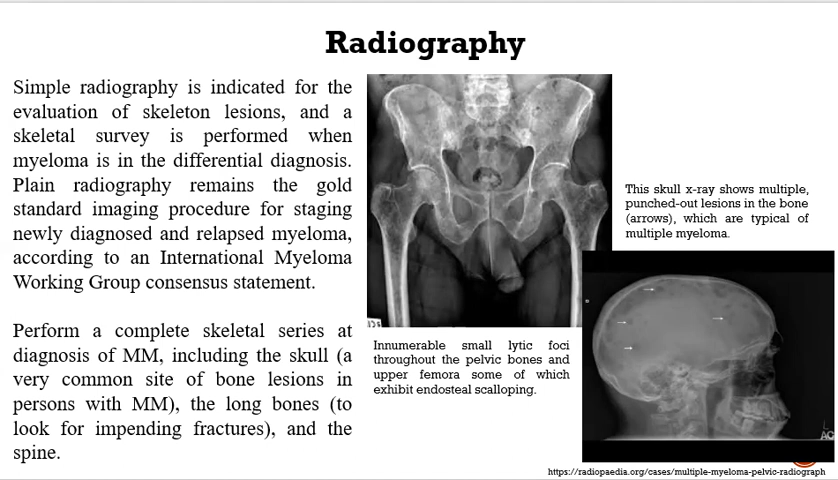 Radiography
Simple radiography is indicated for the
evaluation of skeleton lesions, and a
skeletal survey is performed when
myeloma is in the differential diagnosis.
Plain radiography remains the gold
standard imaging procedure for staging
newly diagnosed and relapsed myeloma,
according to an International Myeloma
Working Group consensus statement.
Perform a complete skeletal series at
diagnosis of MM, including the skull (a
very common site of bone lesions in
persons with MM), the long bones (to
look for impending fractures), and the
spine.
Innumerable small lytic foci
throughout the pelvic bones and
upper femora some of which
exhibit endosteal scalloping.
This skull x-ray shows multiple,
punched-out lesions in the bone
(arrows), which are typical of
multiple myeloma.
L
https://radiopaedia.org/cases/multiple-myeloma-pelvic-radiograph